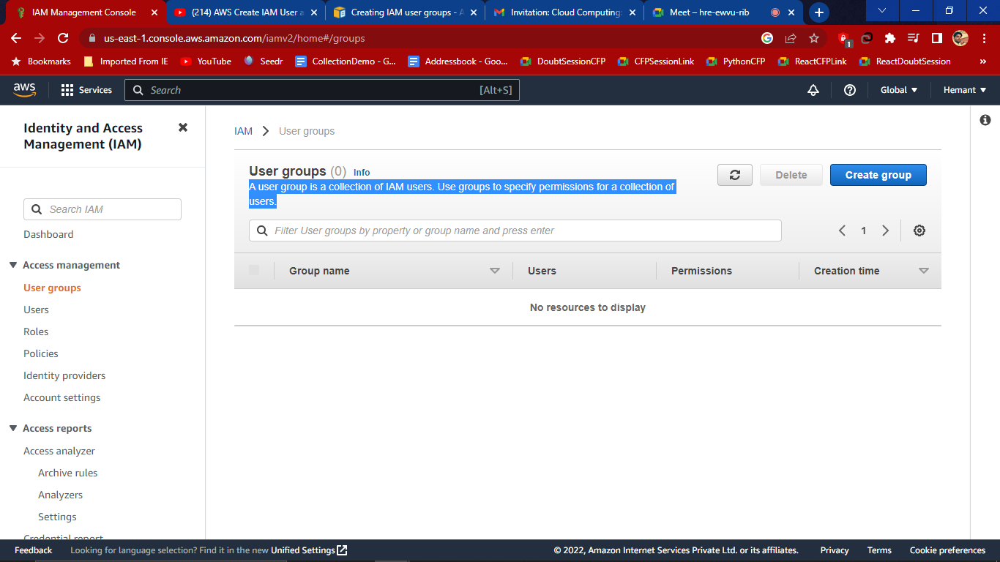 IAM Management Console
(214) AWS Create IAM User a
Creating IAM user groups - A
Invitation: Cloud Computing:
Meet – hre-ewvu-rib
us-east-1.console.aws.amazon.com/iamv2/home#/groups
1
Bookmarks
Imported From IE
YouTube
Seedr
CollectionDemo - G...
Addressbook - Goo...
DoubtSessionCFP
CFPSessionLink
PythonCFP
ReactCFPLink
ReactDoubtSession
»
aws
Services
Search
[Alt+S]
Global
Hemant
Identity and Access
Management (IAM)
Search IAM
Dashboard
Access management
User groups
Users
Roles
Policies
Identity providers
Account settings
Access reports
Access analyzer
Archive rules
Analyzers
Settings
Credential report
IAM > User groups
User groups (0) Info
A user group is a collection of IAM users. Use groups to specify permissions for a collection of
users.
Delete
Create group
Filter User groups by property or group name and press enter
1
Group name
Users
Permissions
Creation time
No resources to display
Feedback
Looking for language selection? Find it in the new Unified Settings
© 2022, Amazon Internet Services Private Ltd. or its affiliates.
Privacy
Terms
Cookie preferences